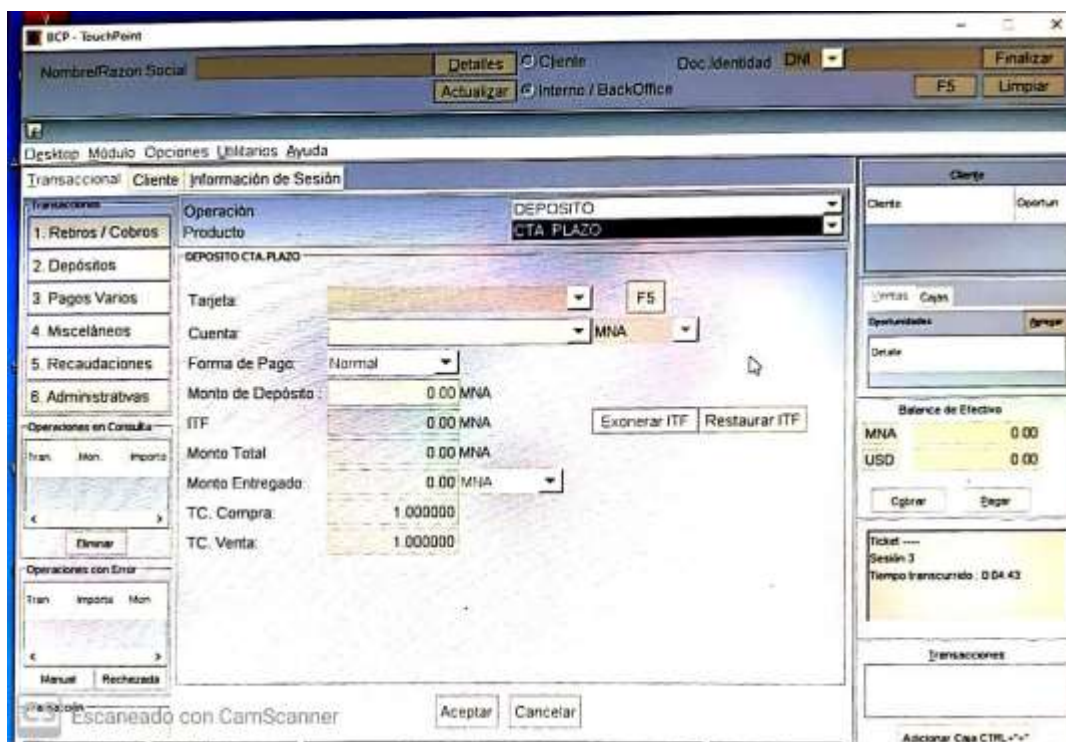 BCP - TouchPoint
Nombre/Razon Social Detalles Cliente Doc.Identidad DNI Finalizar
Actualizar Interno / BackOffice F5 Limpiar
Desktop Módulo Opciones Utilitarios Ayuda
Transaccional Cliente Información de Sesión
Transacciones
1. Retiros / Cobros
2. Depósitos
3 Pagos Varios
4. Misceláneos
5. Recaudaciones
6. Administrativas
Operaciones en Consulta
Tran. Mon. Importe
Eliminar
Operaciones con Error
Tran Importe Mon
Manual Rechazada
Operación DEPOSITO
Producto CTA. PLAZO
DEPOSITO CTA.PLAZO
Tarjeta: F5
Cuenta: MNA
Forma de Pago: Normal
Monto de Depósito : 0.00 MNA
ITF 0.00 MNA Exonerar ITF Restaurar ITF
Monto Total 0.00 MNA
Monto Entregado 0.00 MNA
TC. Compra: 1.000000
TC. Venta: 1.000000
Aceptar Cancelar
Cliente
Cliente Oportun
Ventas Cajas
Oportunidades Agregar
Detalle
Balance de Efectivo
MNA 0.00
USD 0.00
Cobrar Pagar
Ticket ----
Sesión 3
Tiempo transcurrido : 0:04:43
Transacciones
Adicionar Caja CTRL+"+"
CS Escaneado con CamScanner